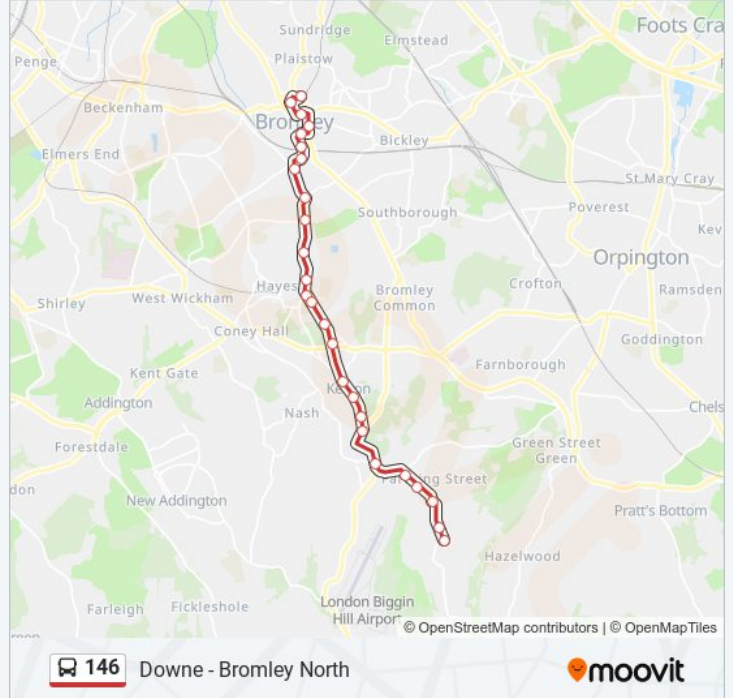 Sundridge
Foots Cra
Elmstead
Plaistow
Penge
Beckenham
Bromley
Bickley
Elmers End
St Mary Cray
Southborough
Poverest
Kev
Orpington
Hayes
Bromley
Common
Crofton
Ramsden
Shirley
West Wickham
Coney Hall
Goddington
Farnborough
Kent Gate
Keston
Addington
Nash
Chels
Forestdale
Green Street
Green
don
New Addington
Street
Pratt's Bottom
Hazelwood
London Biggin
Hill Airport
Farleigh
Fickleshole
© OpenStreetMap contributors | © OpenMapTiles
146
Downe - Bromley North
moovit